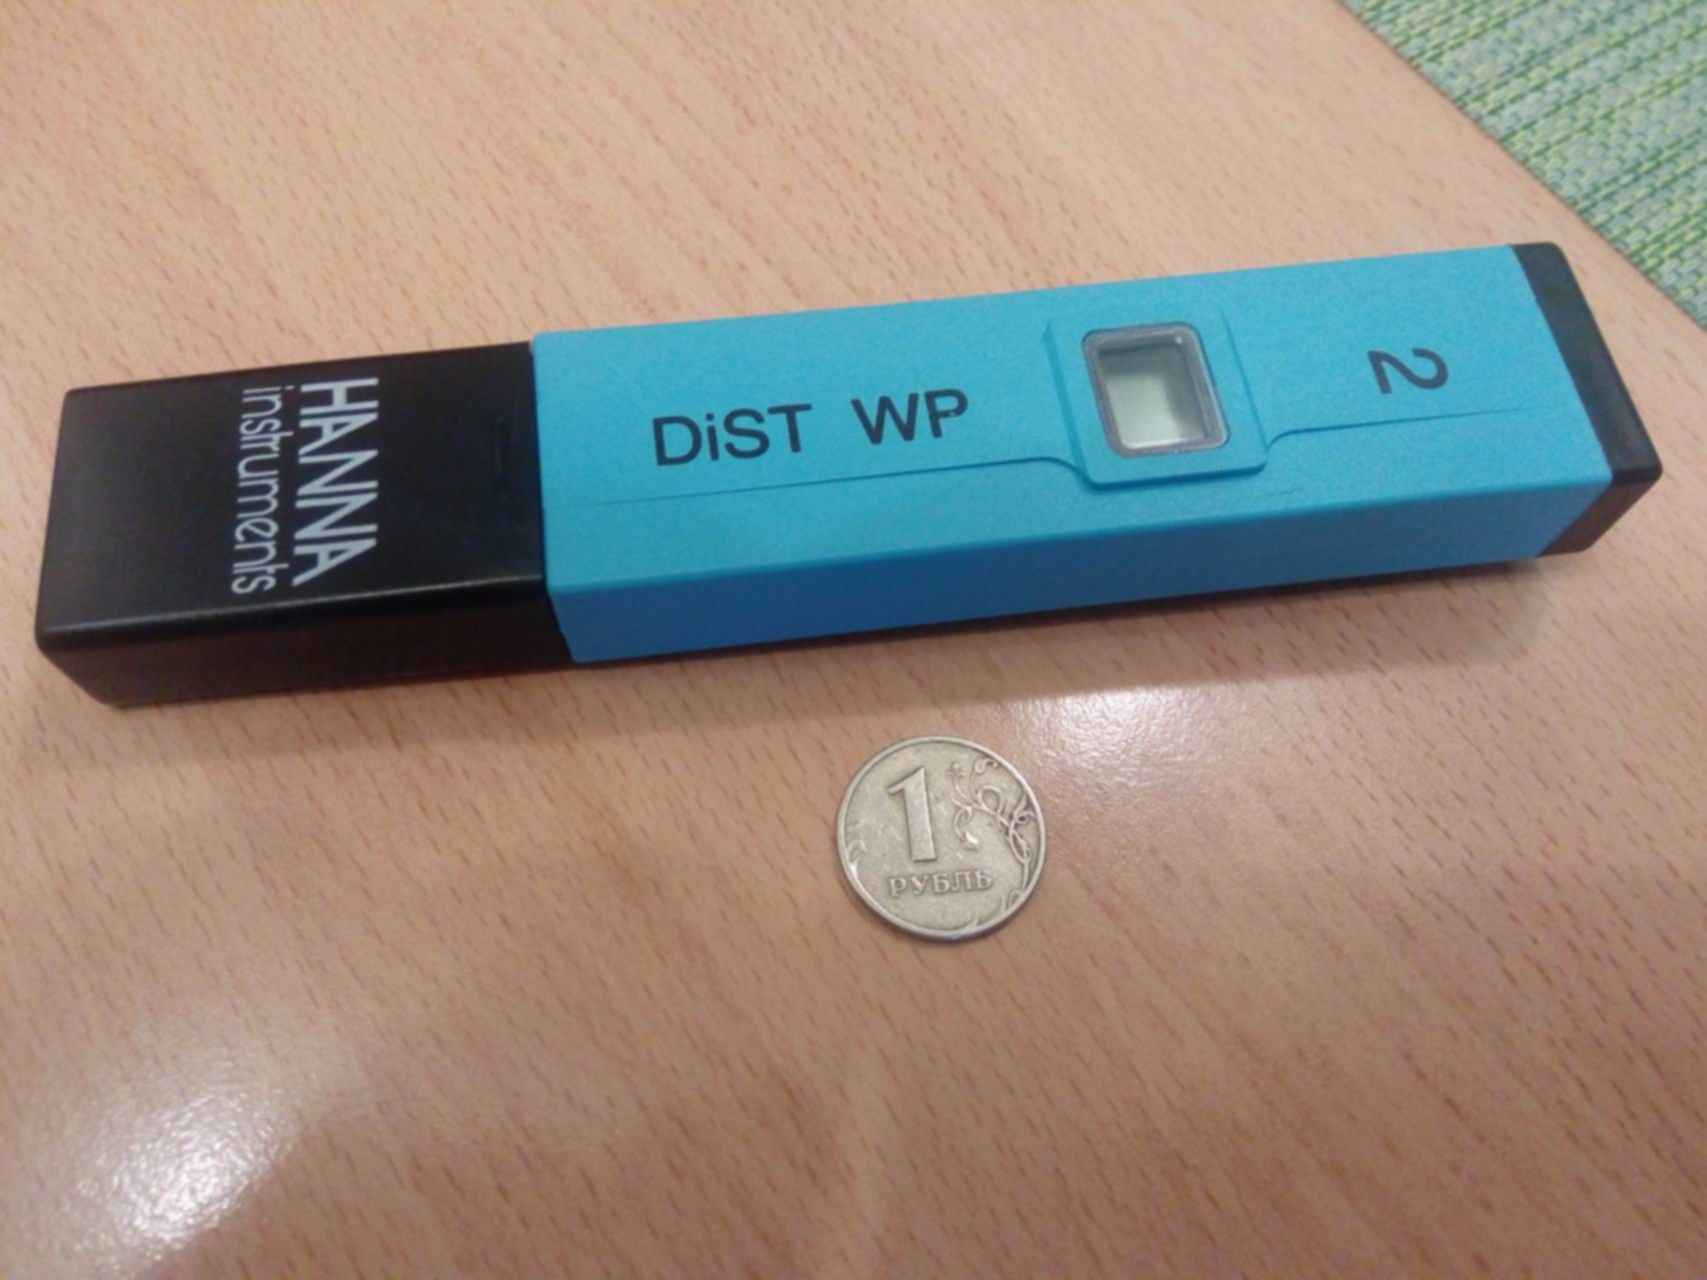 HANNA
instruments
DiST WP
2
1
РУБЛЬ